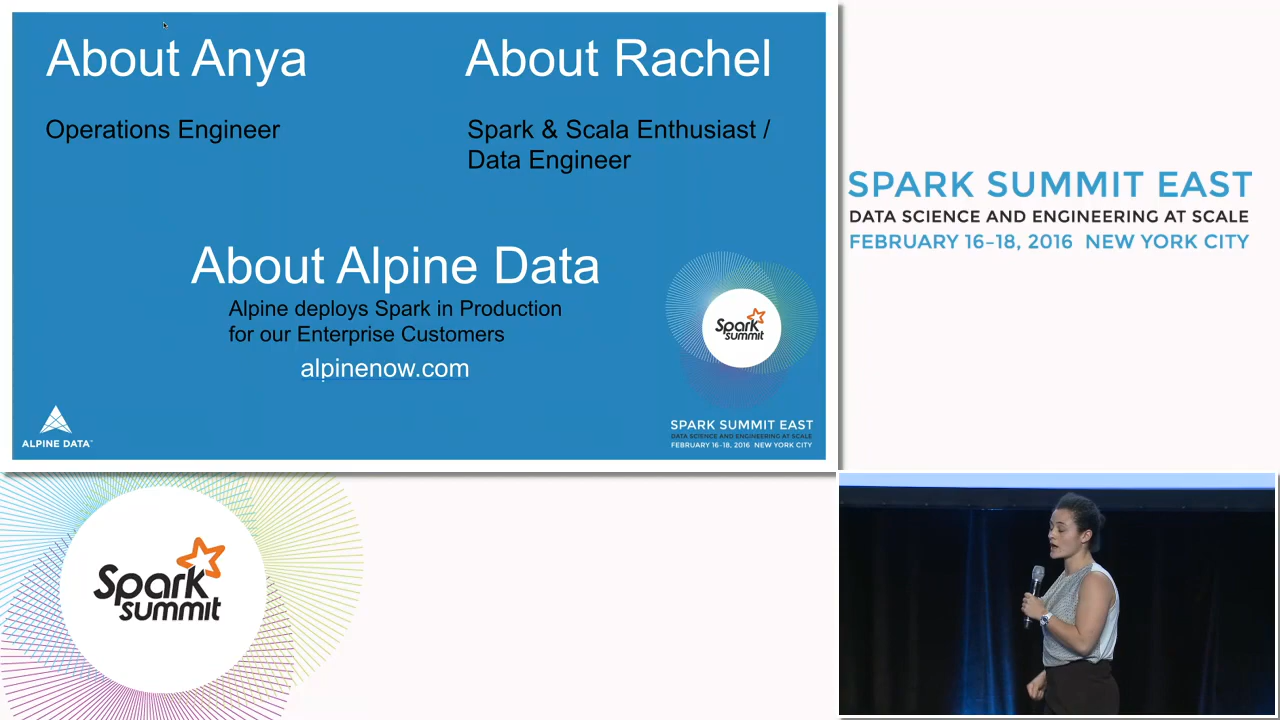 About Anya
Operations Engineer
About Rachel
Spark & Scala Enthusiast /
Data Engineer
About Alpine Data
Alpine deploys Spark in Production
for our Enterprise Customers
alpinenow.com
ALPINE DATA
Spark
summit
SPARK SUMMIT EAST
DATA SCIENCE AND ENGINEERING AT SCALE
FEBRUARY 16-18, 2016 NEW YORK CITY
SPARK SUMMIT EAST
DATA SCIENCE AND ENGINEERING AT SCALE
FEBRUARY 16-18, 2016 NEW YORK CITY
Spark
summit